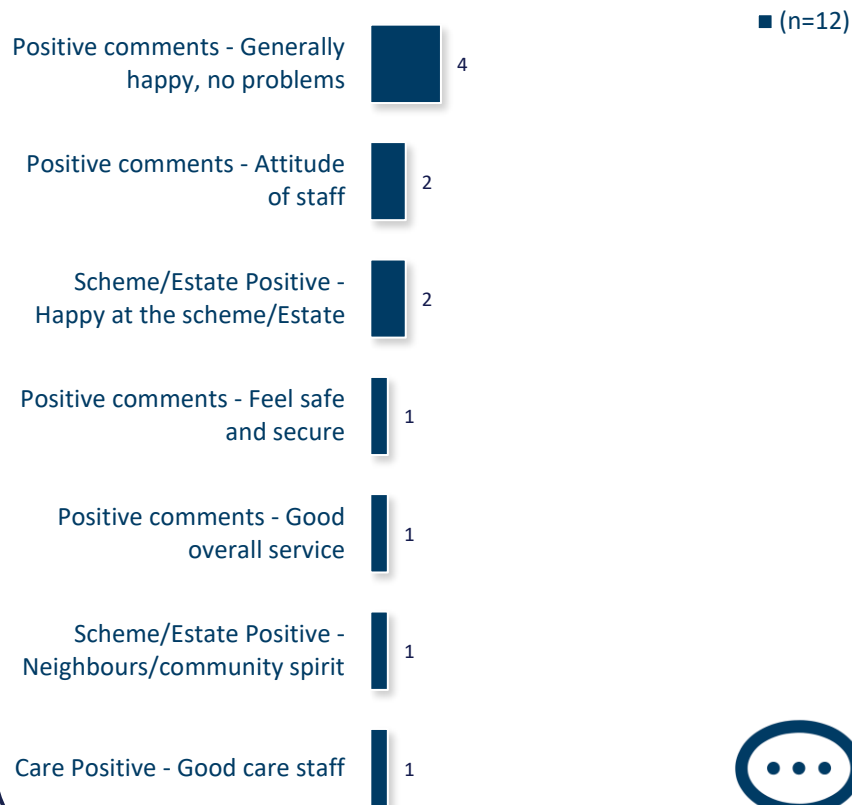 (n=12)
Positive comments - Generally
happy, no problems
4
Positive comments - Attitude
of staff
2
Scheme/Estate Positive -
Happy at the scheme/Estate
2
Positive comments - Feel safe
and secure
1
Positive comments - Good
overall service
1
Scheme/Estate Positive -
Neighbours/community spirit
1
Care Positive - Good care staff
1